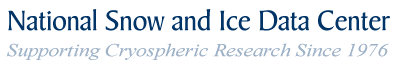 National Snow and Ice Data Center
Supporting Cryospheric Research Since 1976